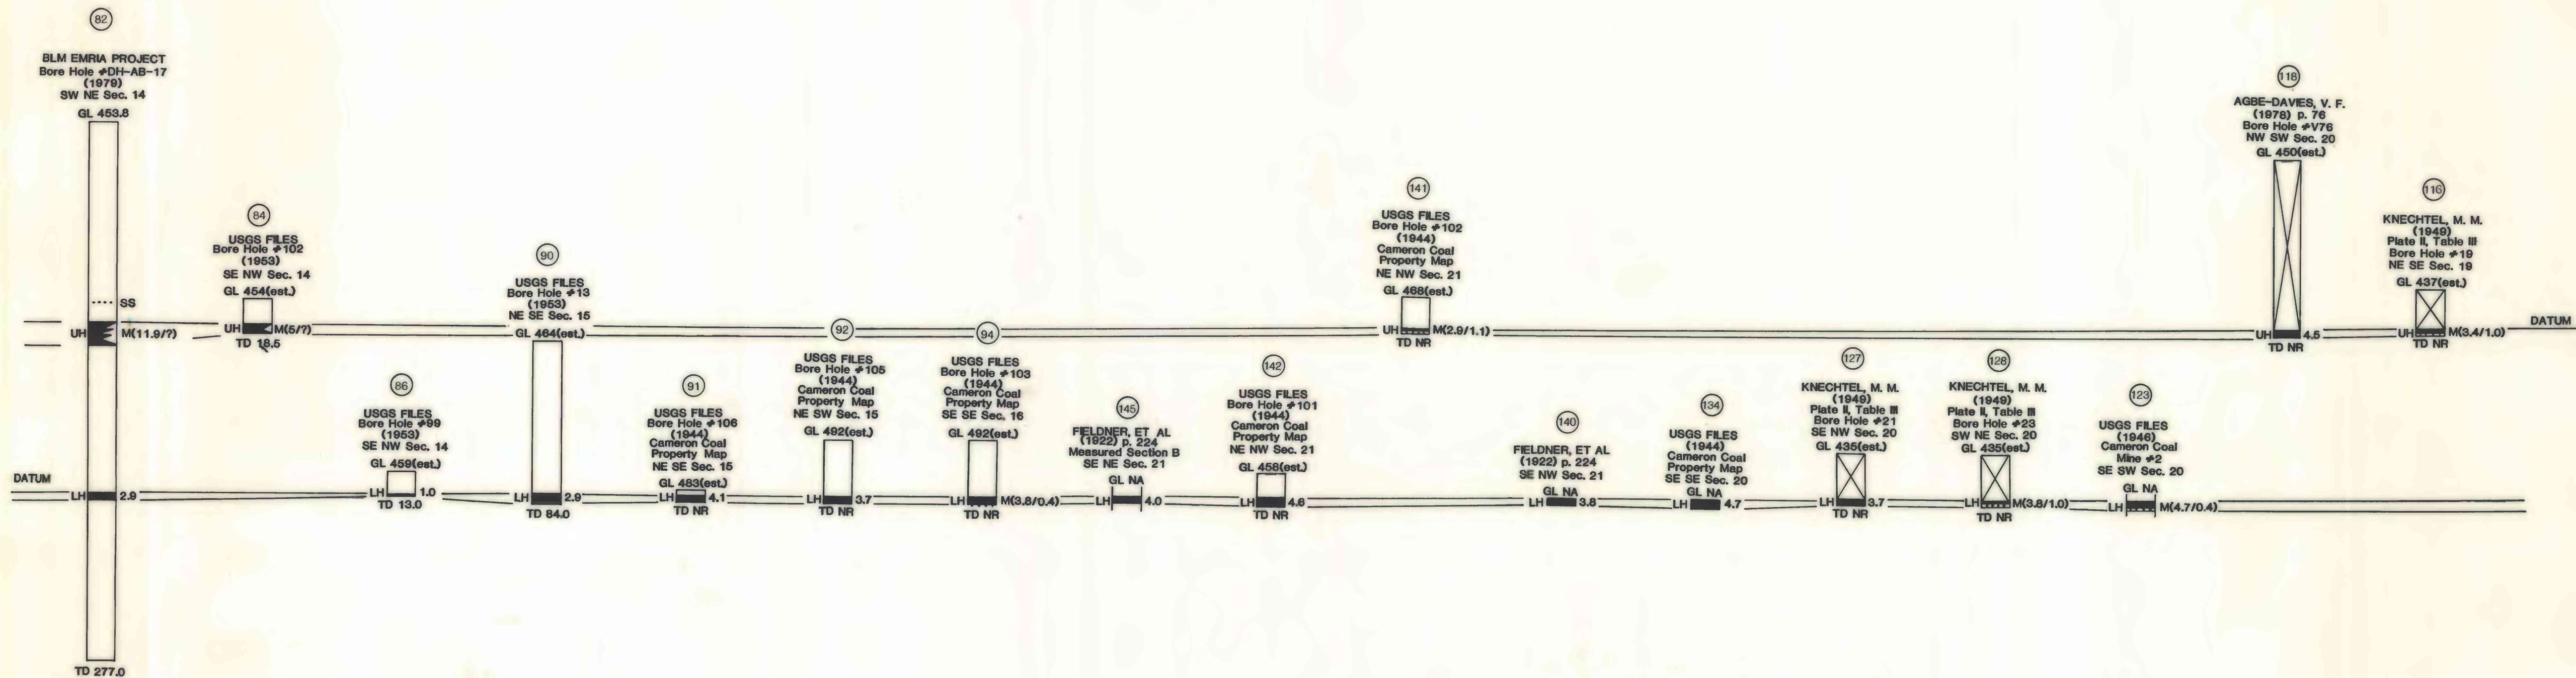 82
BLM EMRIA PROJECT
Bore Hole #DH-AB-17
(1979)
SW NE Sec. 14
GL 453.8
SS
UH M(11.9/?)
DATUM
LH 2.9
TD 277.0
84
USGS FILES
Bore Hole #102
(1953)
SE NW Sec. 14
GL 454(est.)
UH M(5/?)
TD 18.5
86
USGS FILES
Bore Hole #99
(1953)
SE NW Sec. 14
GL 459(est.)
LH 1.0
TD 13.0
90
USGS FILES
Bore Hole #13
(1953)
NE SE Sec. 15
GL 464(est.)
LH 2.9
TD 84.0
91
USGS FILES
Bore Hole #106
(1944)
Cameron Coal
Property Map
NE SE Sec. 15
GL 483(est.)
LH 4.1
TD NR
92
USGS FILES
Bore Hole #105
(1944)
Cameron Coal
Property Map
NE SW Sec. 15
GL 492(est.)
LH 3.7
TD NR
94
USGS FILES
Bore Hole #103
(1944)
Cameron Coal
Property Map
SE SE Sec. 16
GL 492(est.)
LH M(3.8/0.4)
TD NR
145
FIELDNER, ET AL
(1922) p. 224
Measured Section B
SE NE Sec. 21
GL NA
LH 4.0
142
USGS FILES
Bore Hole #101
(1944)
Cameron Coal
Property Map
NE NW Sec. 21
GL 458(est.)
LH 4.6
TD NR
141
USGS FILES
Bore Hole #102
(1944)
Cameron Coal
Property Map
NE NW Sec. 21
GL 468(est.)
UH M(2.9/1.1)
TD NR
140
FIELDNER, ET AL
(1922) p. 224
SE NW Sec. 21
GL NA
LH 3.8
134
USGS FILES
(1944)
Cameron Coal
Property Map
SE SE Sec. 20
GL NA
LH 4.7
127
KNECHTEL, M. M.
(1949)
Plate II, Table III
Bore Hole #21
SE NW Sec. 20
GL 435(est.)
LH 3.7
TD NR
128
KNECHTEL, M. M.
(1949)
Plate II, Table III
Bore Hole #23
SW NE Sec. 20
GL 435(est.)
LH M(3.8/1.0)
TD NR
123
USGS FILES
(1946)
Cameron Coal
Mine #2
SE SW Sec. 20
GL NA
LH M(4.7/0.4)
118
AGBE-DAVIES, V. F.
(1978) p. 76
Bore Hole #V76
NW SW Sec. 20
GL 450(est.)
UH 4.5
TD NR
116
KNECHTEL, M. M.
(1949)
Plate II, Table III
Bore Hole #19
NE SE Sec. 19
GL 437(est.)
UH M(3.4/1.0)
TD NR
DATUM